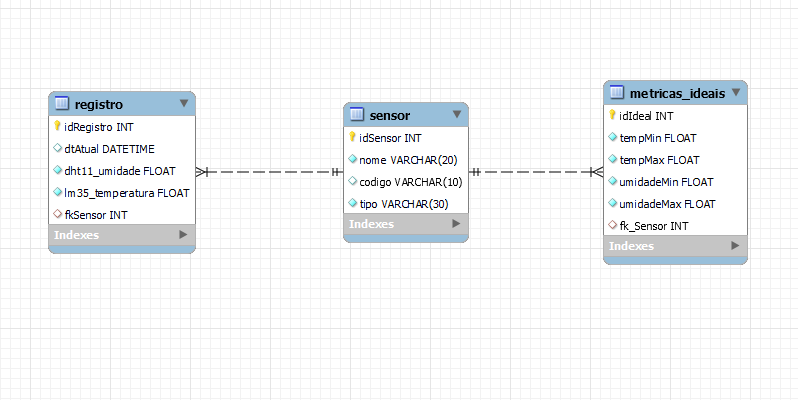 registro
idRegistro INT
dtAtual DATETIME
dht11_umidade FLOAT
lm35_temperatura FLOAT
fkSensor INT
Indexes
sensor
idSensor INT
nome VARCHAR(20)
codigo VARCHAR(10)
tipo VARCHAR(30)
Indexes
metricas_ideais
idIdeal INT
tempMin FLOAT
tempMax FLOAT
umidadeMin FLOAT
umidadeMax FLOAT
fk_Sensor INT
Indexes